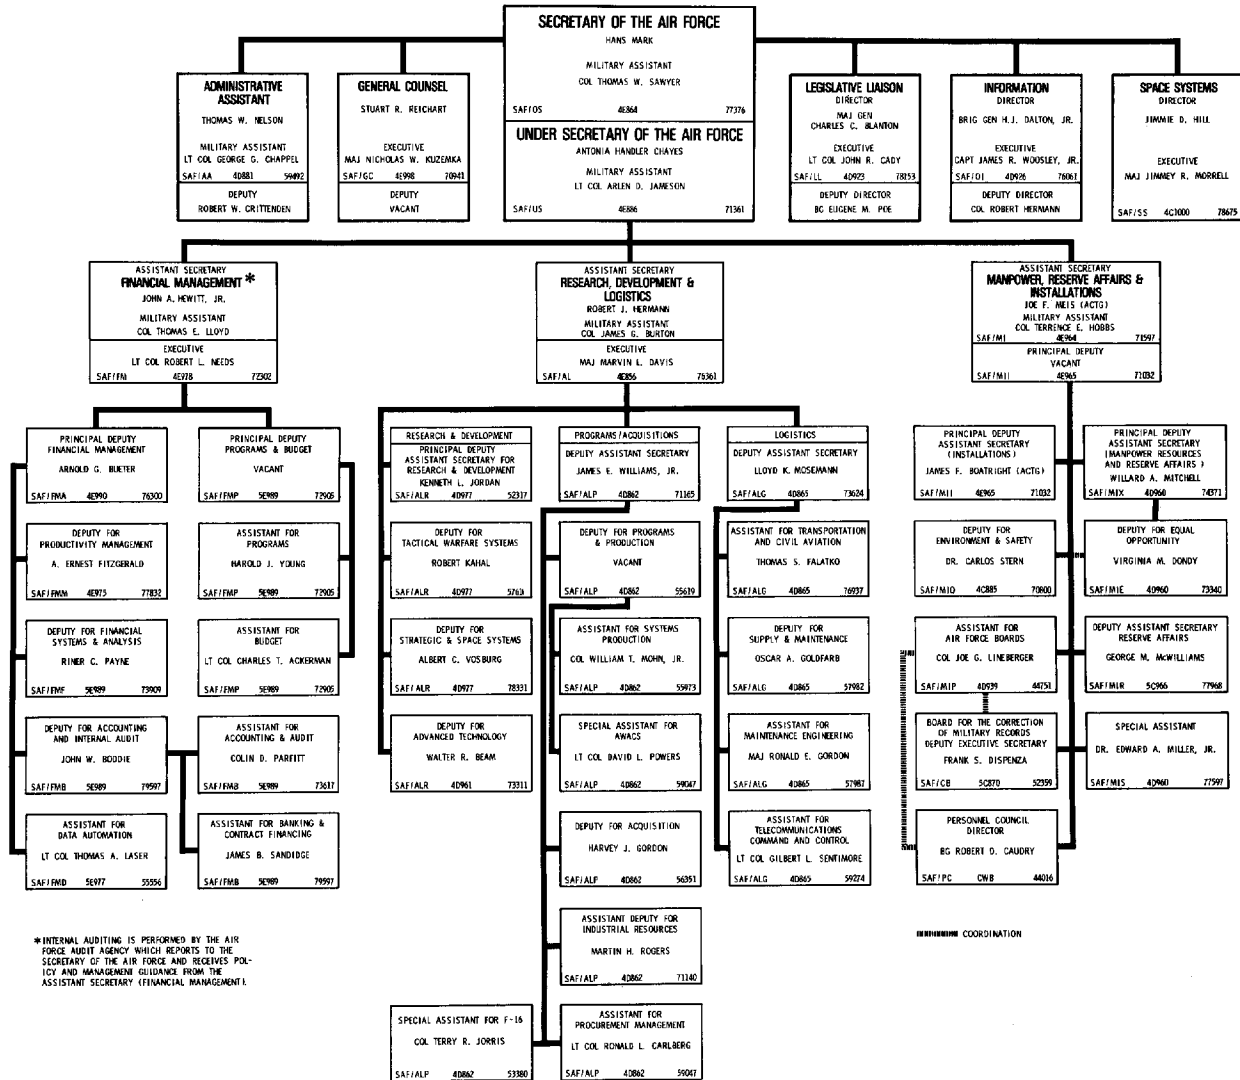 SECRETARY OF THE AIR FORCE
HANS MARK
MILITARY ASSISTANT
COL THOMAS W. SAWYER
SAF/OS 4E864 77376
UNDER SECRETARY OF THE AIR FORCE
ANTONIA HANDLER CHAYES
MILITARY ASSISTANT
LT COL ARLEN D. JAMESON
SAF/US 4E886 71361
ADMINISTRATIVE
ASSISTANT
THOMAS W. NELSON
MILITARY ASSISTANT
LT COL GEORGE G. CHAPPEL
SAF/AA 4D881 59492
DEPUTY
ROBERT W. CRITTENDEN
GENERAL COUNSEL
STUART R. REICHART
EXECUTIVE
MAJ NICHOLAS W. KUZEMKA
SAF/GC 4E998 70941
DEPUTY
VACANT
LEGISLATIVE LIAISON
DIRECTOR
MAJ GEN
CHARLES C. BLANTON
EXECUTIVE
LT COL JOHN R. CADY
SAF/LL 4D923 78153
DEPUTY DIRECTOR
BG EUGENE M. POE
INFORMATION
DIRECTOR
BRIG GEN H.J. DALTON, JR.
EXECUTIVE
CAPT JAMES R. WOOSLEY, JR.
SAF/OI 4D926 76061
DEPUTY DIRECTOR
COL ROBERT HERMANN
SPACE SYSTEMS
DIRECTOR
JIMMIE D. HILL
EXECUTIVE
MAJ JIMMEY R. MORRELL
SAF/SS 4C1000 78675
ASSISTANT SECRETARY
FINANCIAL MANAGEMENT *
JOHN A. HEWITT, JR.
MILITARY ASSISTANT
COL THOMAS E. LLOYD
EXECUTIVE
LT COL ROBERT L. NEEDS
SAF/FM 4E978 72302
ASSISTANT SECRETARY
RESEARCH, DEVELOPMENT &
LOGISTICS
ROBERT J. HERMANN
MILITARY ASSISTANT
COL JAMES G. BURTON
EXECUTIVE
MAJ MARVIN L. DAVIS
SAF/AL 4E856 76361
ASSISTANT SECRETARY
MANPOWER, RESERVE AFFAIRS &
INSTALLATIONS
JOE F. MEIS (ACTG)
MILITARY ASSISTANT
COL TERRENCE E. HOBBS
SAF/MI 4E964 71597
PRINCIPAL DEPUTY
VACANT
SAF/MII 4E965 71032
PRINCIPAL DEPUTY
FINANCIAL MANAGEMENT
ARNOLD G. BUETER
SAF/FMA 4E990 76300
DEPUTY FOR
PRODUCTIVITY MANAGEMENT
A. ERNEST FITZGERALD
SAF/FMM 4E975 77832
DEPUTY FOR FINANCIAL
SYSTEMS & ANALYSIS
RINER C. PAYNE
SAF/FMF 5E989 73909
DEPUTY FOR ACCOUNTING
AND INTERNAL AUDIT
JOHN W. BODDIE
SAF/FMB 5E989 79597
ASSISTANT FOR
DATA AUTOMATION
LT COL THOMAS A. LASER
SAF/FMD 5E977 55556
PRINCIPAL DEPUTY
PROGRAMS & BUDGET
VACANT
SAF/FMP 5E989 72905
ASSISTANT FOR
PROGRAMS
HAROLD J. YOUNG
SAF/FMP 5E989 72905
ASSISTANT FOR
BUDGET
LT COL CHARLES T. ACKERMAN
SAF/FMP 5E989 72905
ASSISTANT FOR
ACCOUNTING & AUDIT
COLIN D. PARFITT
SAF/FMB 5E989 73617
ASSISTANT FOR BANKING &
CONTRACT FINANCING
JAMES B. SANDIDGE
SAF/FMB 5E989 79597
RESEARCH & DEVELOPMENT
PRINCIPAL DEPUTY
ASSISTANT SECRETARY FOR
RESEARCH & DEVELOPMENT
KENNETH L. JORDAN
SAF/ALR 4D977 52317
DEPUTY FOR
TACTICAL WARFARE SYSTEMS
ROBERT KAHAL
SAF/ALR 4D977 5763
DEPUTY FOR
STRATEGIC & SPACE SYSTEMS
ALBERT C. VOSBURG
SAF/ALR 4D977 78331
DEPUTY FOR
ADVANCED TECHNOLOGY
WALTER R. BEAM
SAF/ALR 4D961 73311
PROGRAMS/ACQUISITIONS
DEPUTY ASSISTANT SECRETARY
JAMES E. WILLIAMS, JR.
SAF/ALP 4D862 71165
DEPUTY FOR PROGRAMS
& PRODUCTION
VACANT
SAF/ALP 4D862 55619
ASSISTANT FOR SYSTEMS
PRODUCTION
COL WILLIAM T. MOHN, JR.
SAF/ALP 4D862 55973
SPECIAL ASSISTANT FOR
AWACS
LT COL DAVID L. POWERS
SAF/ALP 4D862 59047
DEPUTY FOR ACQUISITION
HARVEY J. GORDON
SAF/ALP 4D862 56351
ASSISTANT DEPUTY FOR
INDUSTRIAL RESOURCES
MARTIN H. ROGERS
SAF/ALP 4D862 71140
SPECIAL ASSISTANT FOR F-16
COL TERRY R. JORRIS
SAF/ALP 4D862 53380
ASSISTANT FOR
PROCUREMENT MANAGEMENT
LT COL RONALD L. CARLBERG
SAF/ALP 4D862 59047
LOGISTICS
DEPUTY ASSISTANT SECRETARY
LLOYD K. MOSEMANN
SAF/ALG 4D865 73624
ASSISTANT FOR TRANSPORTATION
AND CIVIL AVIATION
THOMAS S. FALATKO
SAF/ALG 4D865 76937
DEPUTY FOR
SUPPLY & MAINTENANCE
OSCAR A. GOLDFARB
SAF/ALG 4D865 57982
ASSISTANT FOR
MAINTENANCE ENGINEERING
MAJ RONALD E. GORDON
SAF/ALG 4D865 57987
ASSISTANT FOR
TELECOMMUNICATIONS
COMMAND AND CONTROL
LT COL GILBERT L. SENTIMORE
SAF/ALG 4D865 59274
PRINCIPAL DEPUTY
ASSISTANT SECRETARY
(INSTALLATIONS)
JAMES F. BOATRIGHT (ACTG)
SAF/MII 4E965 71032
DEPUTY FOR
ENVIRONMENT & SAFETY
DR. CARLOS STERN
SAF/MIQ 4C885 70800
ASSISTANT FOR
AIR FORCE BOARDS
COL JOE G. LINEBERGER
SAF/MIP 4D939 44751
BOARD FOR THE CORRECTION
OF MILITARY RECORDS
DEPUTY EXECUTIVE SECRETARY
FRANK S. DISPENZA
SAF/CB 5C870 52359
PERSONNEL COUNCIL
DIRECTOR
BG ROBERT D. CAUDRY
SAF/PC CWB 44016
PRINCIPAL DEPUTY
ASSISTANT SECRETARY
(MANPOWER RESOURCES
AND RESERVE AFFAIRS )
WILLARD A. MITCHELL
SAF/MIX 4D960 74371
DEPUTY FOR EQUAL
OPPORTUNITY
VIRGINIA M. DONDY
SAF/MIE 4D960 73340
DEPUTY ASSISTANT SECRETARY
RESERVE AFFAIRS
GEORGE M. McWILLIAMS
SAF/MIR 5C966 77968
SPECIAL ASSISTANT
DR. EDWARD A. MILLER, JR.
SAF/MIS 4D960 77597
*INTERNAL AUDITING IS PERFORMED BY THE AIR
FORCE AUDIT AGENCY WHICH REPORTS TO THE
SECRETARY OF THE AIR FORCE AND RECEIVES POL-
ICY AND MANAGEMENT GUIDANCE FROM THE
ASSISTANT SECRETARY (FINANCIAL MANAGEMENT).
COORDINATION